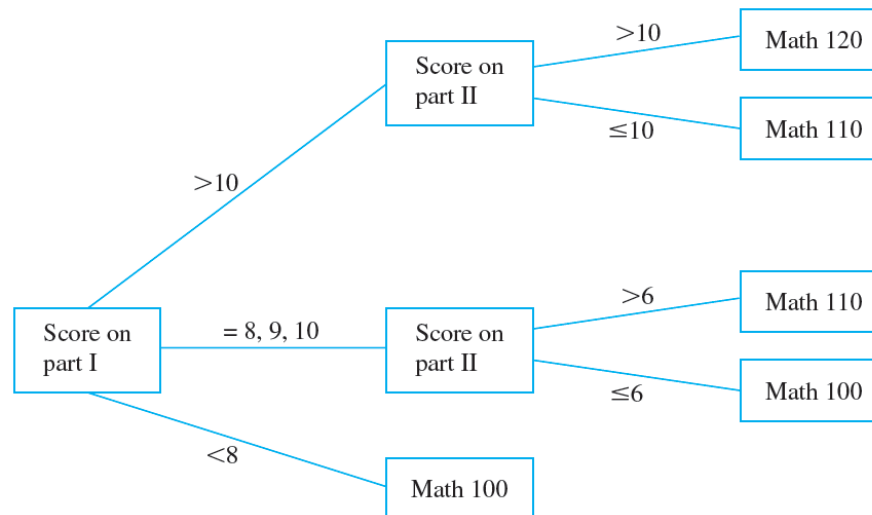 >10
Math 120
Score on
part II
≤10
Math 110
>10
>6
Math 110
Score on
part I
= 8, 9, 10
Score on
part II
≤6
Math 100
<8
Math 100